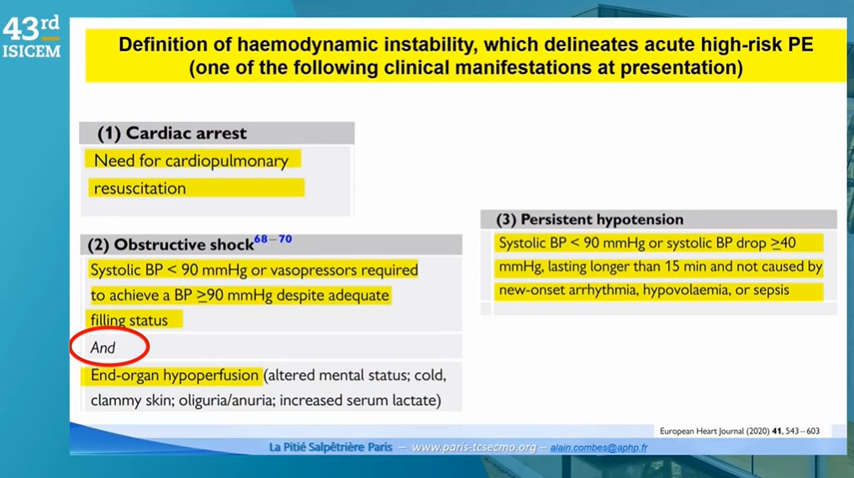 43rd
ISICEM
Definition of haemodynamic instability, which delineates acute high-risk PE
(one of the following clinical manifestations at presentation)
(1) Cardiac arrest
Need for cardiopulmonary
resuscitation
(2) Obstructive shock68–70
Systolic BP < 90 mmHg or vasopressors required
to achieve a BP ≥90 mmHg despite adequate
filling status
And
End-organ hypoperfusion (altered mental status; cold,
clammy skin; oliguria/anuria; increased serum lactate)
(3) Persistent hypotension
Systolic BP < 90 mmHg or systolic BP drop ≥40
mmHg, lasting longer than 15 min and not caused by
new-onset arrhythmia, hypovolaemia, or sepsis
European Heart Journal (2020) 41, 543–603
La Pitié Salpêtrière Paris – www.paris-tcsecmo.org – alain.combes@aphp.fr